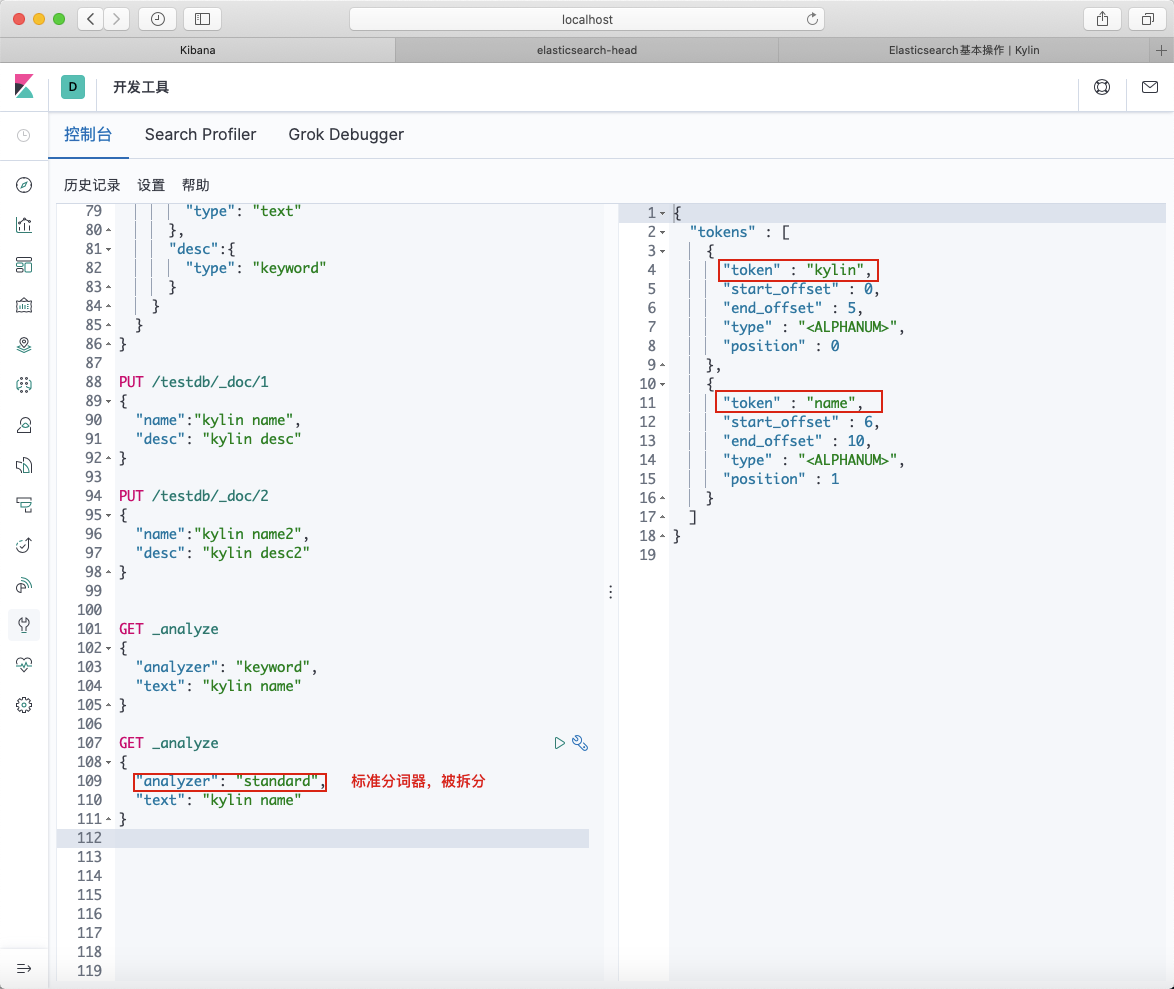 localhost
Kibana
elasticsearch-head
Elasticsearch基本操作 | Kylin
D
开发工具
控制台
Search Profiler
Grok Debugger
历史记录 设置 帮助
79 "type": "text"
80 },
81 "desc":{
82 "type": "keyword"
83 }
84 }
85 }
86 }
87
88 PUT /testdb/_doc/1
89 {
90 "name":"kylin name",
91 "desc": "kylin desc"
92 }
93
94 PUT /testdb/_doc/2
95 {
96 "name":"kylin name2",
97 "desc": "kylin desc2"
98 }
99
100
101 GET _analyze
102 {
103 "analyzer": "keyword",
104 "text": "kylin name"
105 }
106
107 GET _analyze
108 {
109 "analyzer": "standard", 标准分词器，被拆分
110 "text": "kylin name"
111 }
112
113
114
115
116
117
118
119
1 {
2 "tokens" : [
3 {
4 "token" : "kylin",
5 "start_offset" : 0,
6 "end_offset" : 5,
7 "type" : "<ALPHANUM>",
8 "position" : 0
9 },
10 {
11 "token" : "name",
12 "start_offset" : 6,
13 "end_offset" : 10,
14 "type" : "<ALPHANUM>",
15 "position" : 1
16 }
17 ]
18 }
19